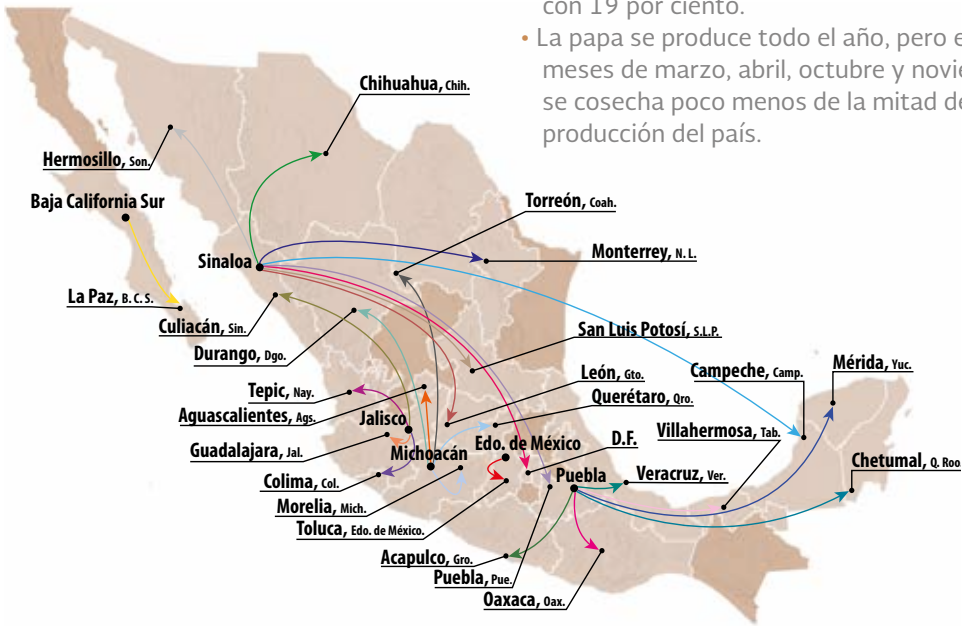 con 19 por ciento.
• La papa se produce todo el año, pero e
meses de marzo, abril, octubre y novie
se cosecha poco menos de la mitad de
producción del país.
Chihuahua, Chih.
Hermosillo, Son.
Baja California Sur
Torreón, Coah.
Monterrey, N. L.
Sinaloa
La Paz, B. C. S.
Culiacán, Sin.
San Luis Potosí, S.L.P.
Durango, Dgo.
León, Gto.
Campeche, Camp.
Mérida, Yuc.
Tepic, Nay.
Querétaro, Qro.
Aguascalientes, Ags.
Jalisco
Edo. de México
D.F.
Villahermosa, Tab.
Guadalajara, Jal.
Michoacán
Puebla
Veracruz, Ver.
Chetumal, Q. Roo.
Colima, Col.
Morelia, Mich.
Toluca, Edo. de México.
Acapulco, Gro.
Puebla, Pue.
Oaxaca, Oax.